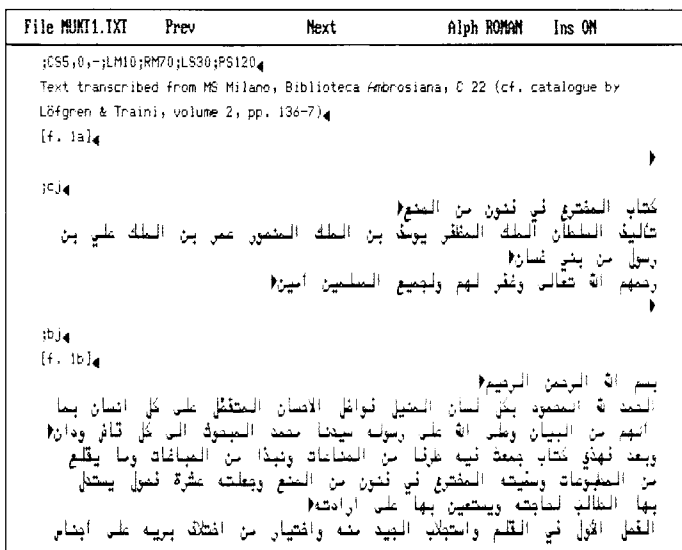 File MUKT1.TXT Prev Next Alph ROMAN Ins ON
;CS5,0,-;LM10;RM70;LS30;PS120
Text transcribed from MS Milano, Biblioteca Ambrosiana, C 22 (cf. catalogue by
Löfgren & Traini, volume 2, pp. 136-7)
[f. 1a]
;cj
كتاب المخترع في فنون من الصنع
تاليف السلطان الملك المظفر يوسف بن الملك المنصور عمر بن الملك علي بن
رسول من بني غسان
رحمهم الله تعالى وغفر لهم ولجميع المسلمين امين
;bj
[f. 1b]
بسم الله الرحمن الرحيم
الحمد لله المحمود بكل لسان المنيل نوافل الاحسان المتفضل على كل انسان بما
الهم من البيان وصلى الله على رسوله سيدنا محمد المبعوث الى كل قاص ودان
وبعد فهذي كتاب جمعت فيه طرفا من الصناعات ونبذا من الصباغات وما يقلع
من المطبوعات وسميته المخترع في فنون من الصنع وجعلته عشرة فصول يستدل
بها الطالب لحاجته ويستعين بها على ارادته
الفصل الاول في القلم واستجلاب الجيد منه واختيار من اختلاف بريه على اجناس